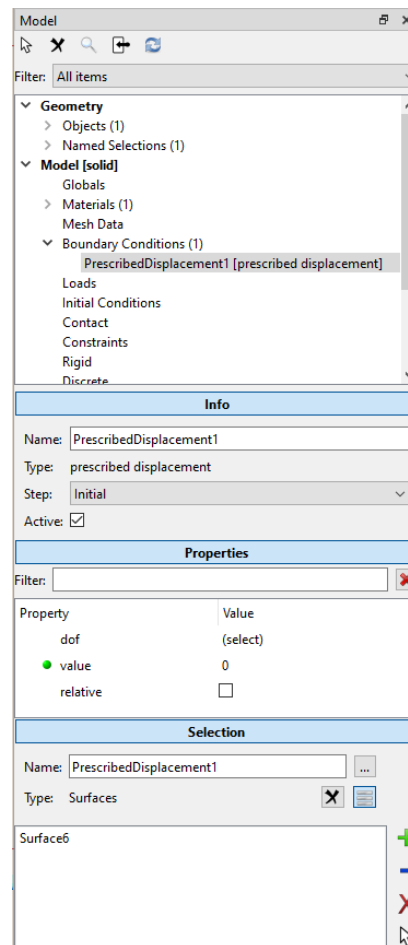 Model
Filter: All items
Geometry
Objects (1)
Named Selections (1)
Model [solid]
Globals
Materials (1)
Mesh Data
Boundary Conditions (1)
PrescribedDisplacement1 [prescribed displacement]
Loads
Initial Conditions
Contact
Constraints
Rigid
Discrete
Info
Name: PrescribedDisplacement1
Type: prescribed displacement
Step: Initial
Active:
Properties
Filter:
Property Value
dof (select)
value 0
relative
Selection
Name: PrescribedDisplacement1 ...
Type: Surfaces
Surface6